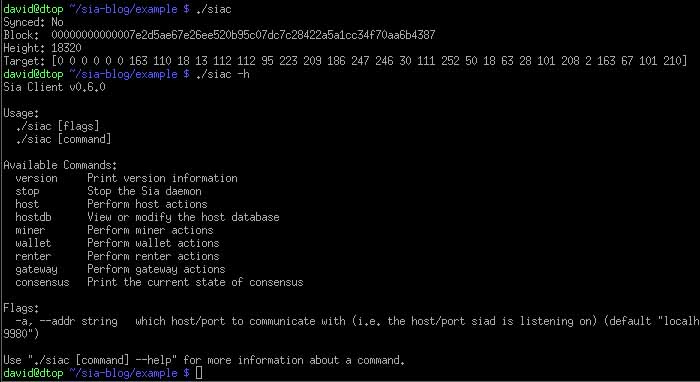 david@dtop ~/sia-blog/example $ ./siac
Synced: No
Block:  00000000000007e2d5ae67e26ee520b95c07dc7c28422a5a1cc34f70aa6b4387
Height: 18320
Target: [0 0 0 0 0 0 163 110 18 13 112 112 95 223 209 186 247 246 30 111 252 50 18 63 28 101 208 2 163 67 101 210]
david@dtop ~/sia-blog/example $ ./siac -h
Sia Client v0.6.0
Usage:
  ./siac [flags]
  ./siac [command]
Available Commands:
  version     Print version information
  stop        Stop the Sia daemon
  host        Perform host actions
  hostdb      View or modify the host database
  miner       Perform miner actions
  wallet      Perform wallet actions
  renter      Perform renter actions
  gateway     Perform gateway actions
  consensus   Print the current state of consensus
Flags:
  -a, --addr string   which host/port to communicate with (i.e. the host/port siad is listening on) (default "localh
9980")
Use "./siac [command] --help" for more information about a command.
david@dtop ~/sia-blog/example $